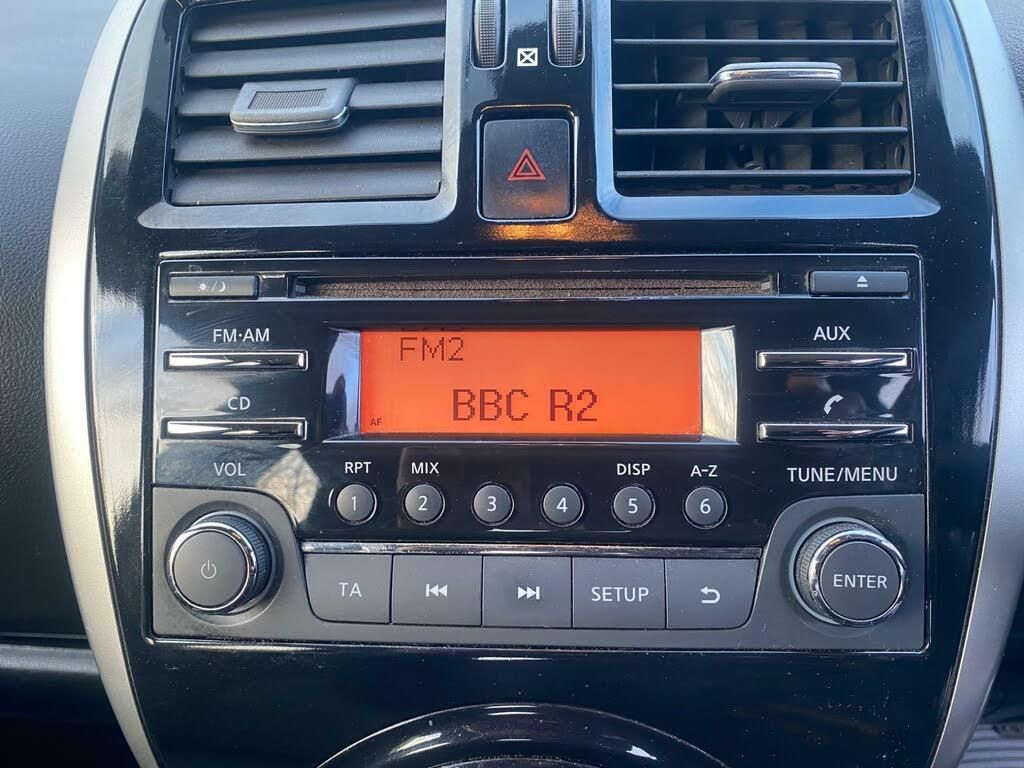 FM·AM
AUX
FM2
CD
BBC R2
AF
VOL
RPT
MIX
DISP
A-Z
TUNE/MENU
1
2
3
4
5
6
TA
SETUP
ENTER